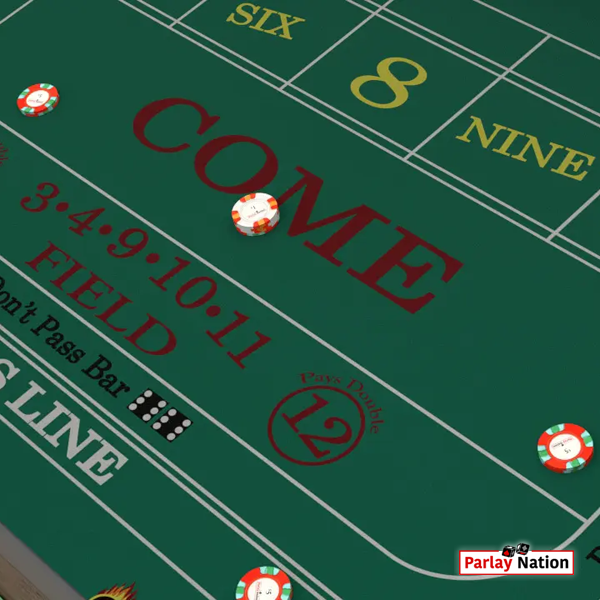 SIX
8
NINE
COME
3•4•9•10•11
FIELD
Pays Double
12
Don't Pass Bar
S LINE
Parlay Nation